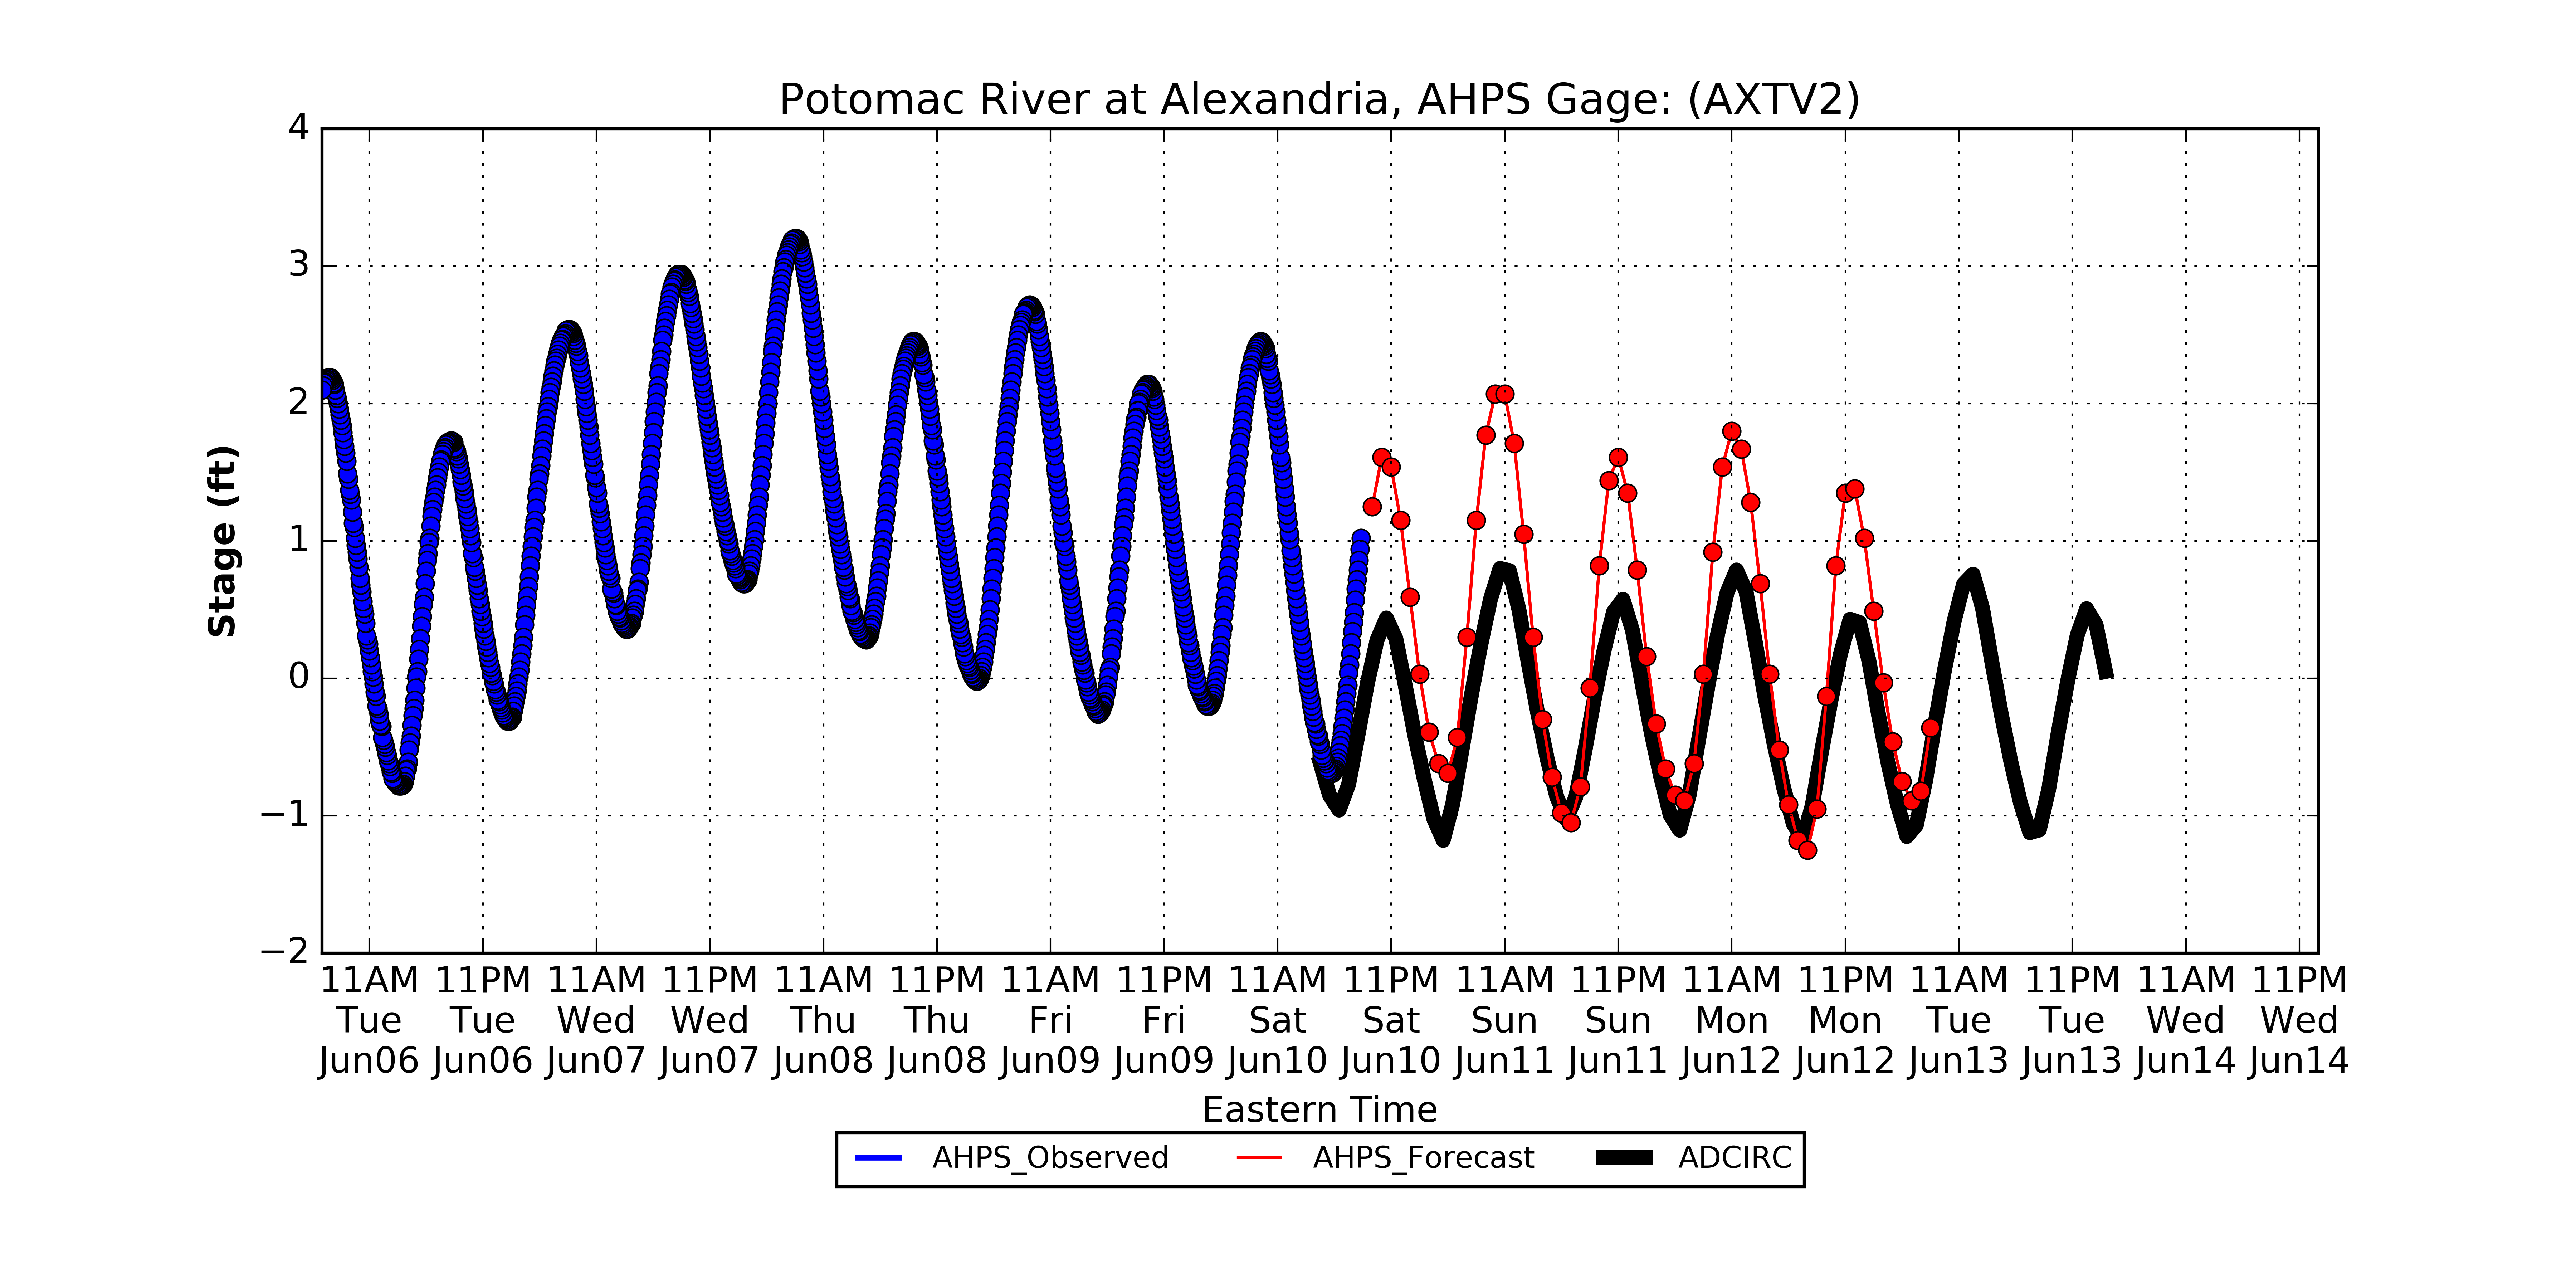 Potomac River at Alexandria, AHPS Gage: (AXTV2)
4
3
2
1
0
−1
−2
Stage (ft)
11AM 11PM 11AM 11PM 11AM 11PM 11AM 11PM 11AM 11PM 11AM 11PM 11AM 11PM 11AM 11PM 11AM 11PM
Tue Tue Wed Wed Thu Thu Fri Fri Sat Sat Sun Sun Mon Mon Tue Tue Wed Wed
Jun06 Jun06 Jun07 Jun07 Jun08 Jun08 Jun09 Jun09 Jun10 Jun10 Jun11 Jun11 Jun12 Jun12 Jun13 Jun13 Jun14 Jun14
Eastern Time
AHPS_Observed AHPS_Forecast ADCIRC